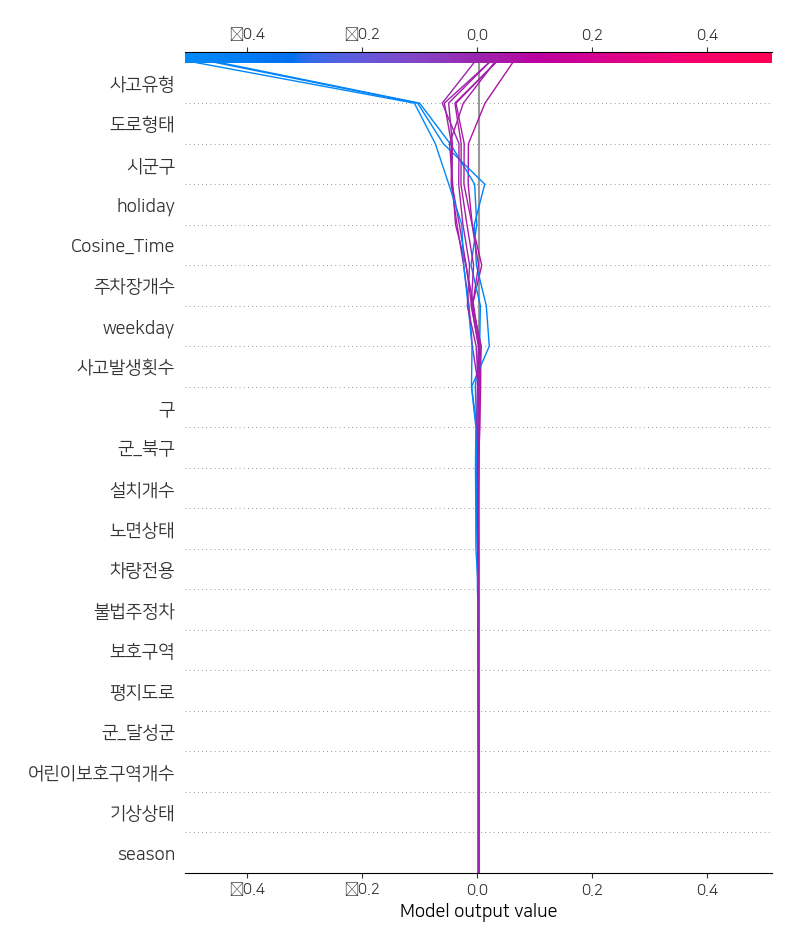 ☒0.4 ☒0.2 0.0 0.2 0.4
사고유형
도로형태
시군구
holiday
Cosine_Time
주차장개수
weekday
사고발생횟수
구
군_북구
설치개수
노면상태
차량전용
불법주정차
보호구역
평지도로
군_달성군
어린이보호구역개수
기상상태
season
☒0.4 ☒0.2 0.0 0.2 0.4
Model output value